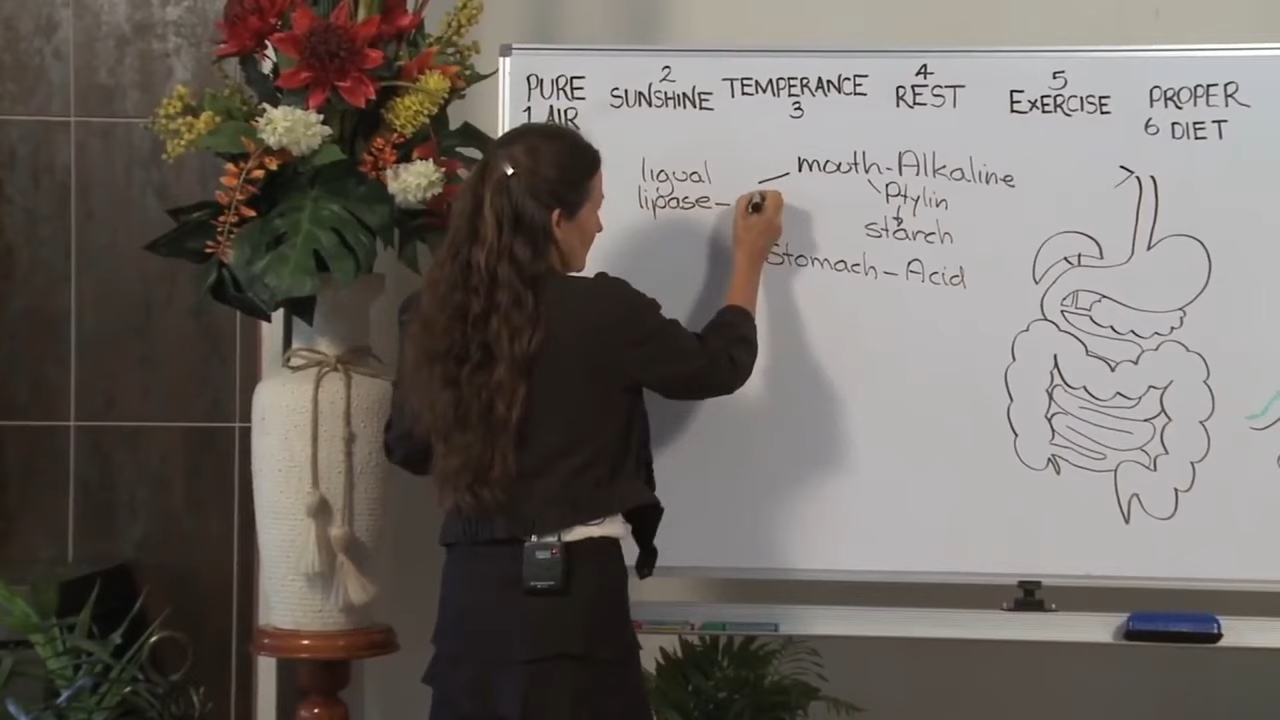 PURE
1 AIR
2
SUNSHINE
TEMPERANCE
3
4
REST
5
ExERCISE
PROPER
6 DIET
ligual
lipase-
mouth-Alkaline
Ptylin
starch
Stomach-Acid